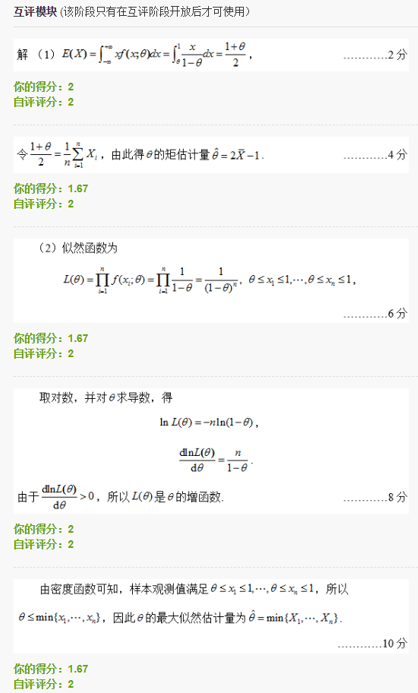 互评模块 (该阶段只有在互评阶段开放后才可使用)
解 （1） E(X) = ∫_{-∞}^{+∞} xf(x;θ)dx = ∫_θ^1 x/(1-θ) dx = (1+θ)/2 ， …………2 分
你的得分：2
自评评分：2
令 (1+θ)/2 = 1/n ∑_{i=1}^n X_i ，由此得 θ 的矩估计量 θ̂ = 2X̄ -1 . …………4 分
你的得分：1.67
自评评分：2
（2）似然函数为
L(θ) = ∏_{i=1}^n f(x_i;θ) = ∏_{i=1}^n 1/(1-θ) = 1/(1-θ)^n , θ ≤ x_1 ≤ 1,⋯,θ ≤ x_n ≤ 1,
…………6 分
你的得分：1.67
自评评分：2
取对数，并对 θ 求导数，得
ln L(θ) = -n ln(1-θ) ，
dlnL(θ)/dθ = n/(1-θ) .
由于 dlnL(θ)/dθ > 0 ，所以 L(θ) 是 θ 的增函数. …………8 分
你的得分：2
自评评分：2
由密度函数可知，样本观测值满足 θ ≤ x_1 ≤ 1,⋯,θ ≤ x_n ≤ 1，所以
θ ≤ min{x_1,⋯,x_n} ，因此 θ 的最大似然估计量为 θ̂ = min{X_1,⋯,X_n} .
…………10 分
你的得分：1.67
自评评分：2